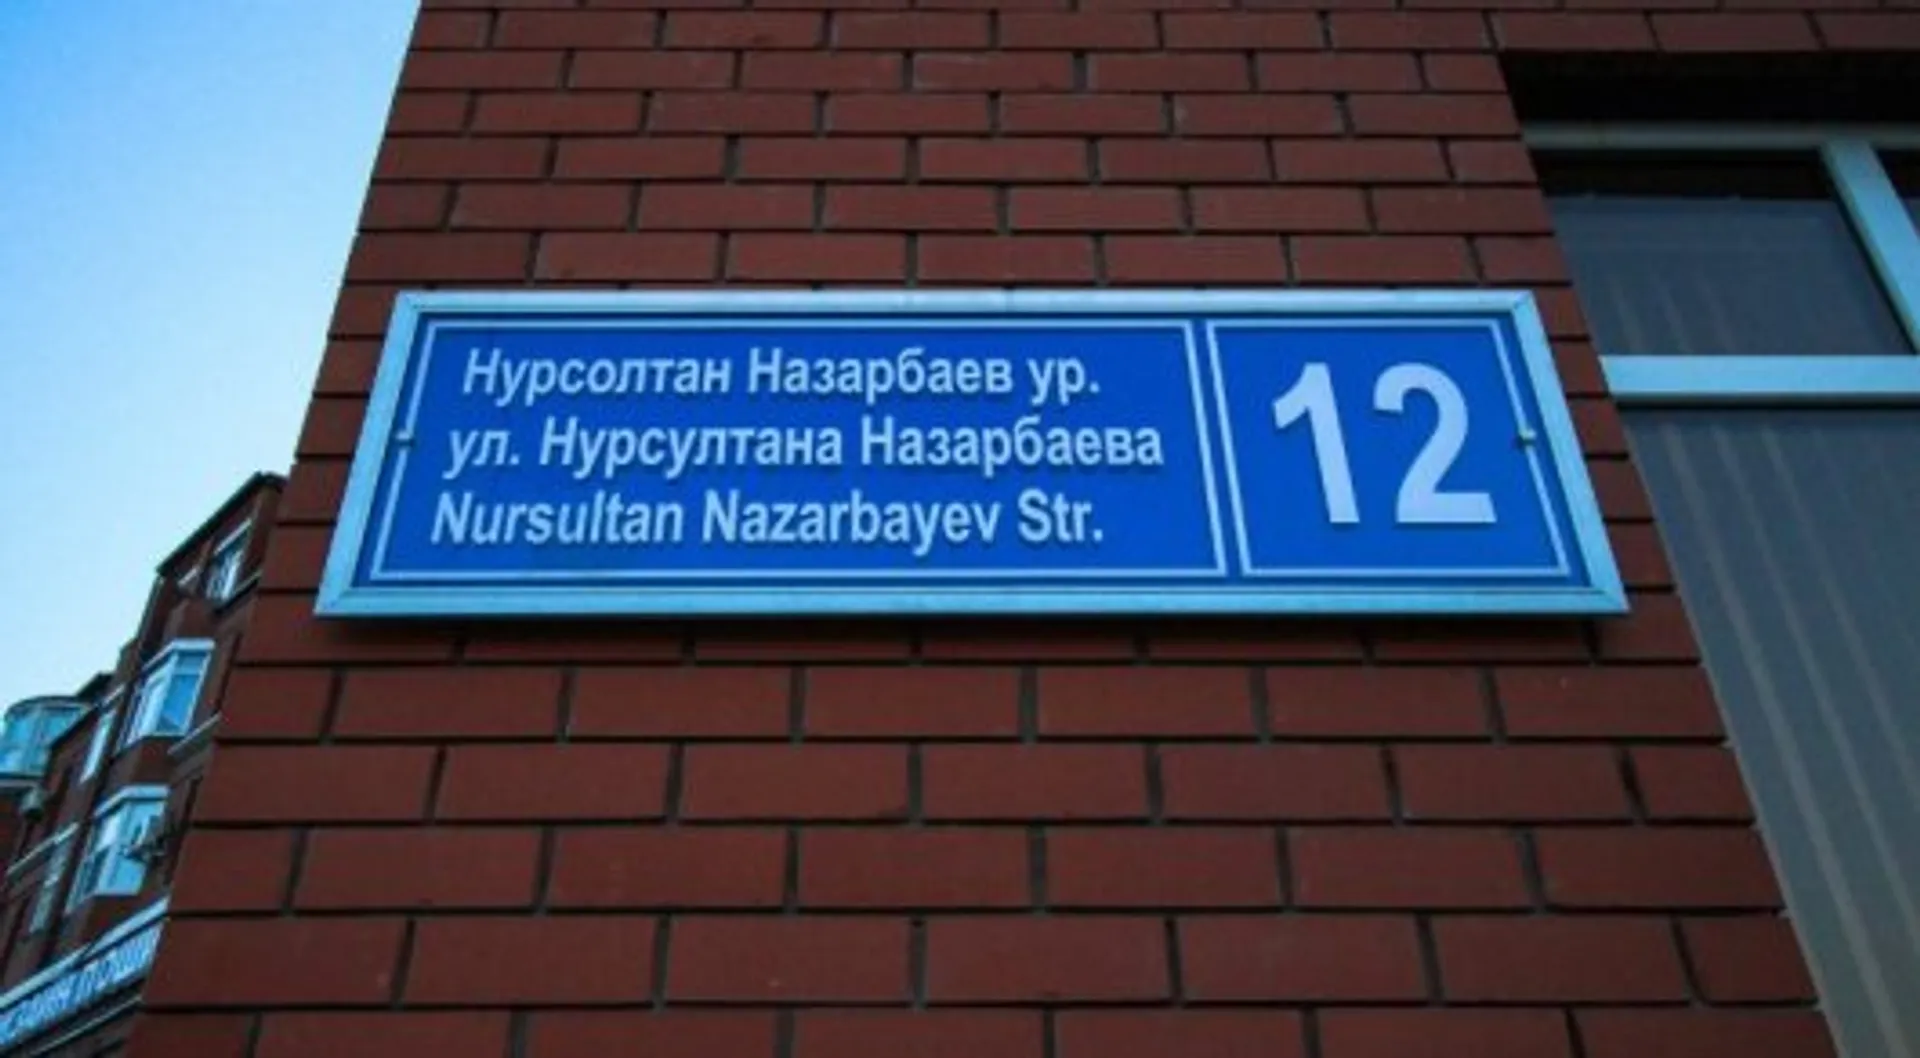 Нурсолтан Назарбаев ур.
ул. Нурсултана Назарбаева
Nursultan Nazarbayev Str.
12